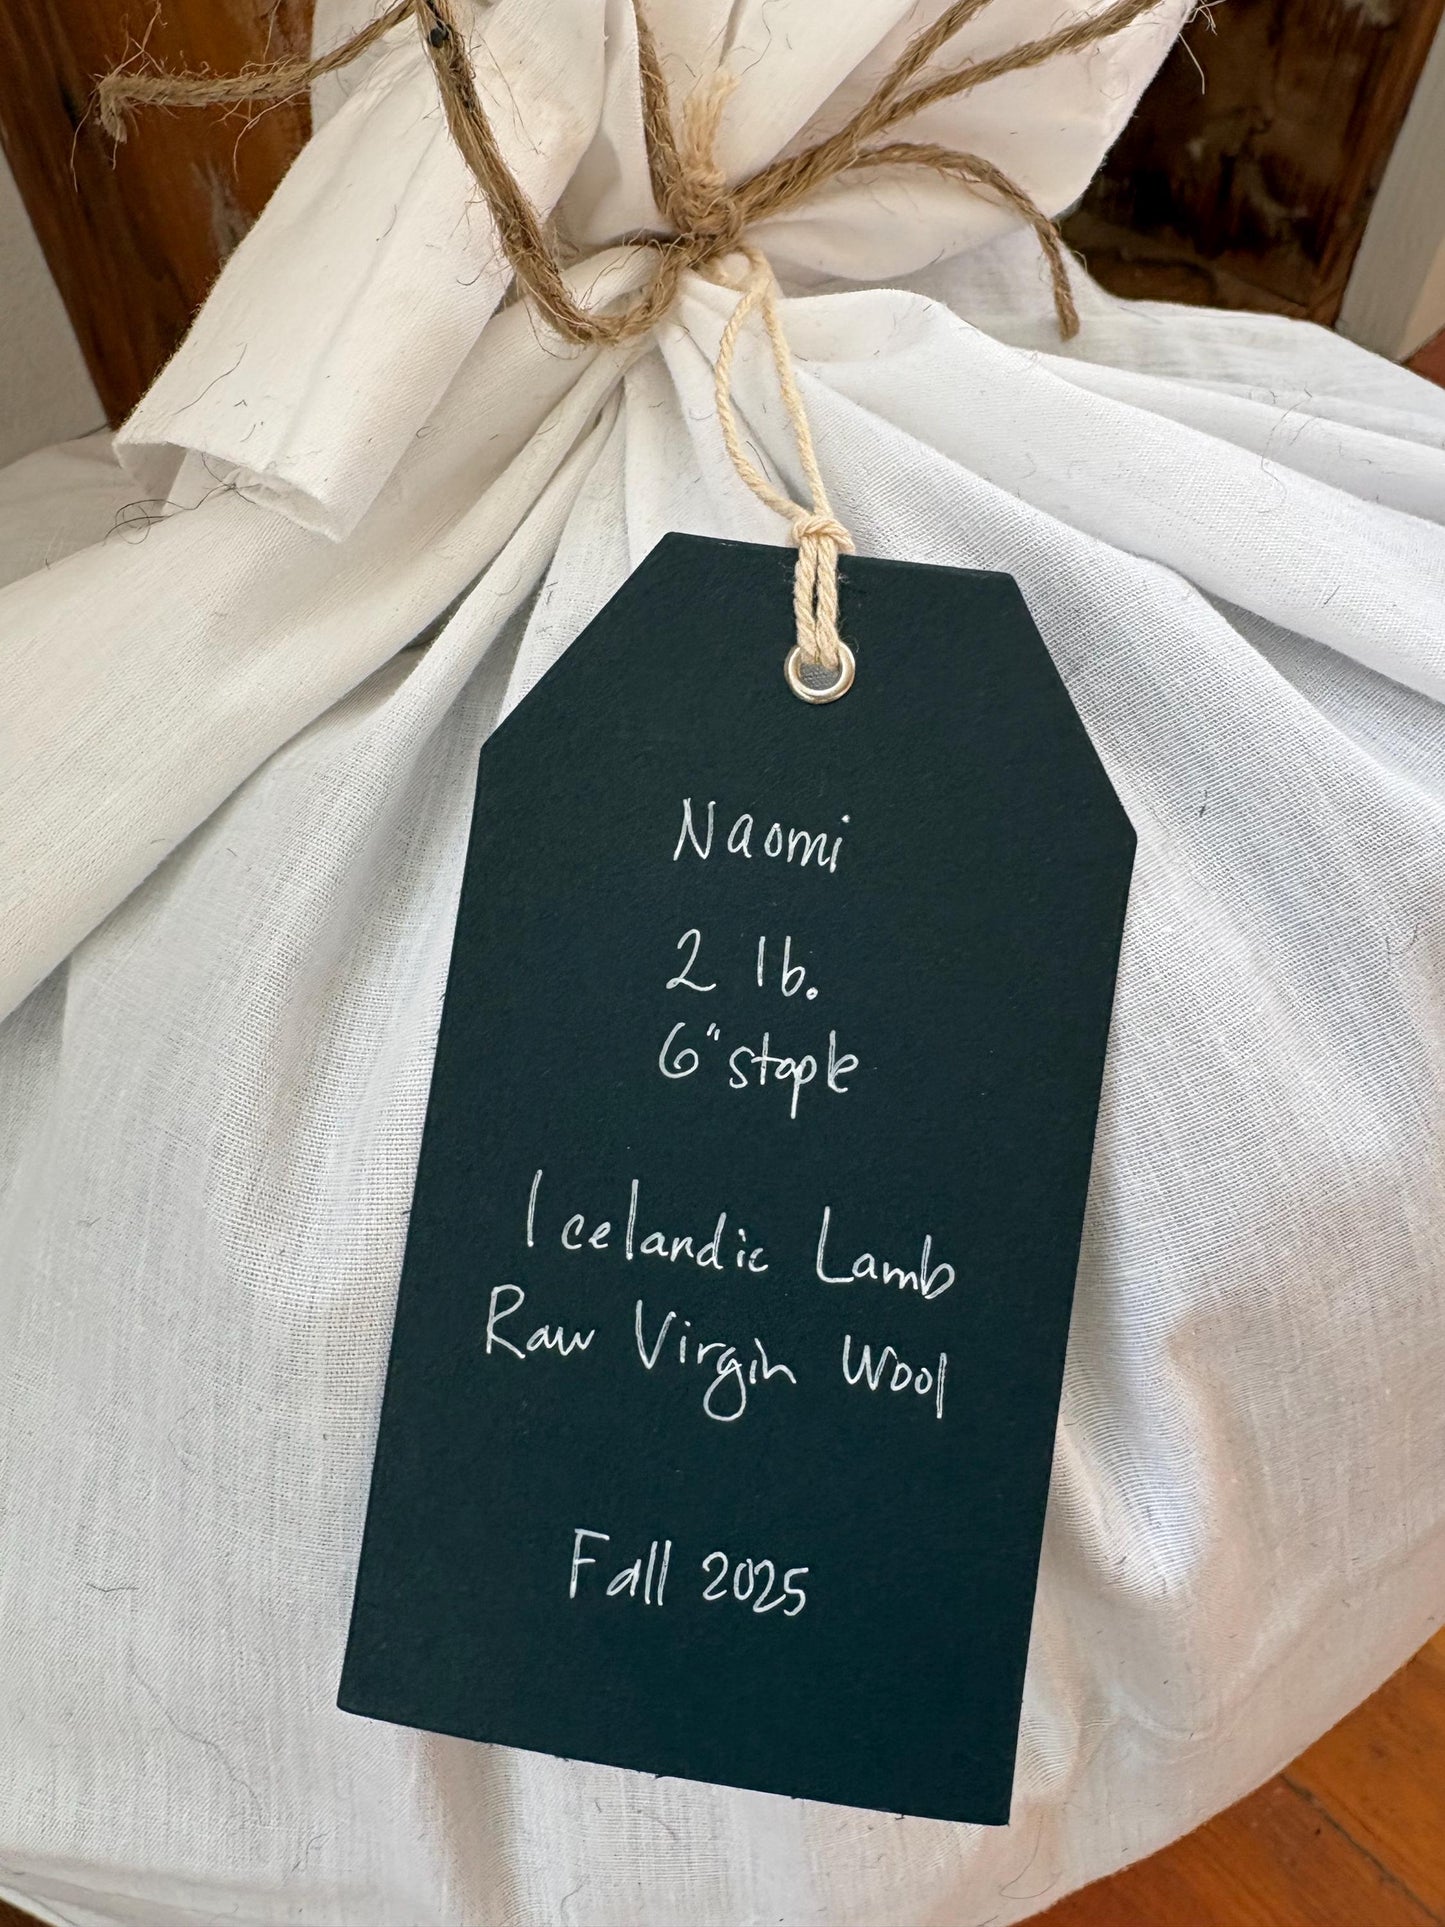 Naomi
2 lb.
6" staple
Icelandic Lamb
Raw Virgin Wool
Fall 2025